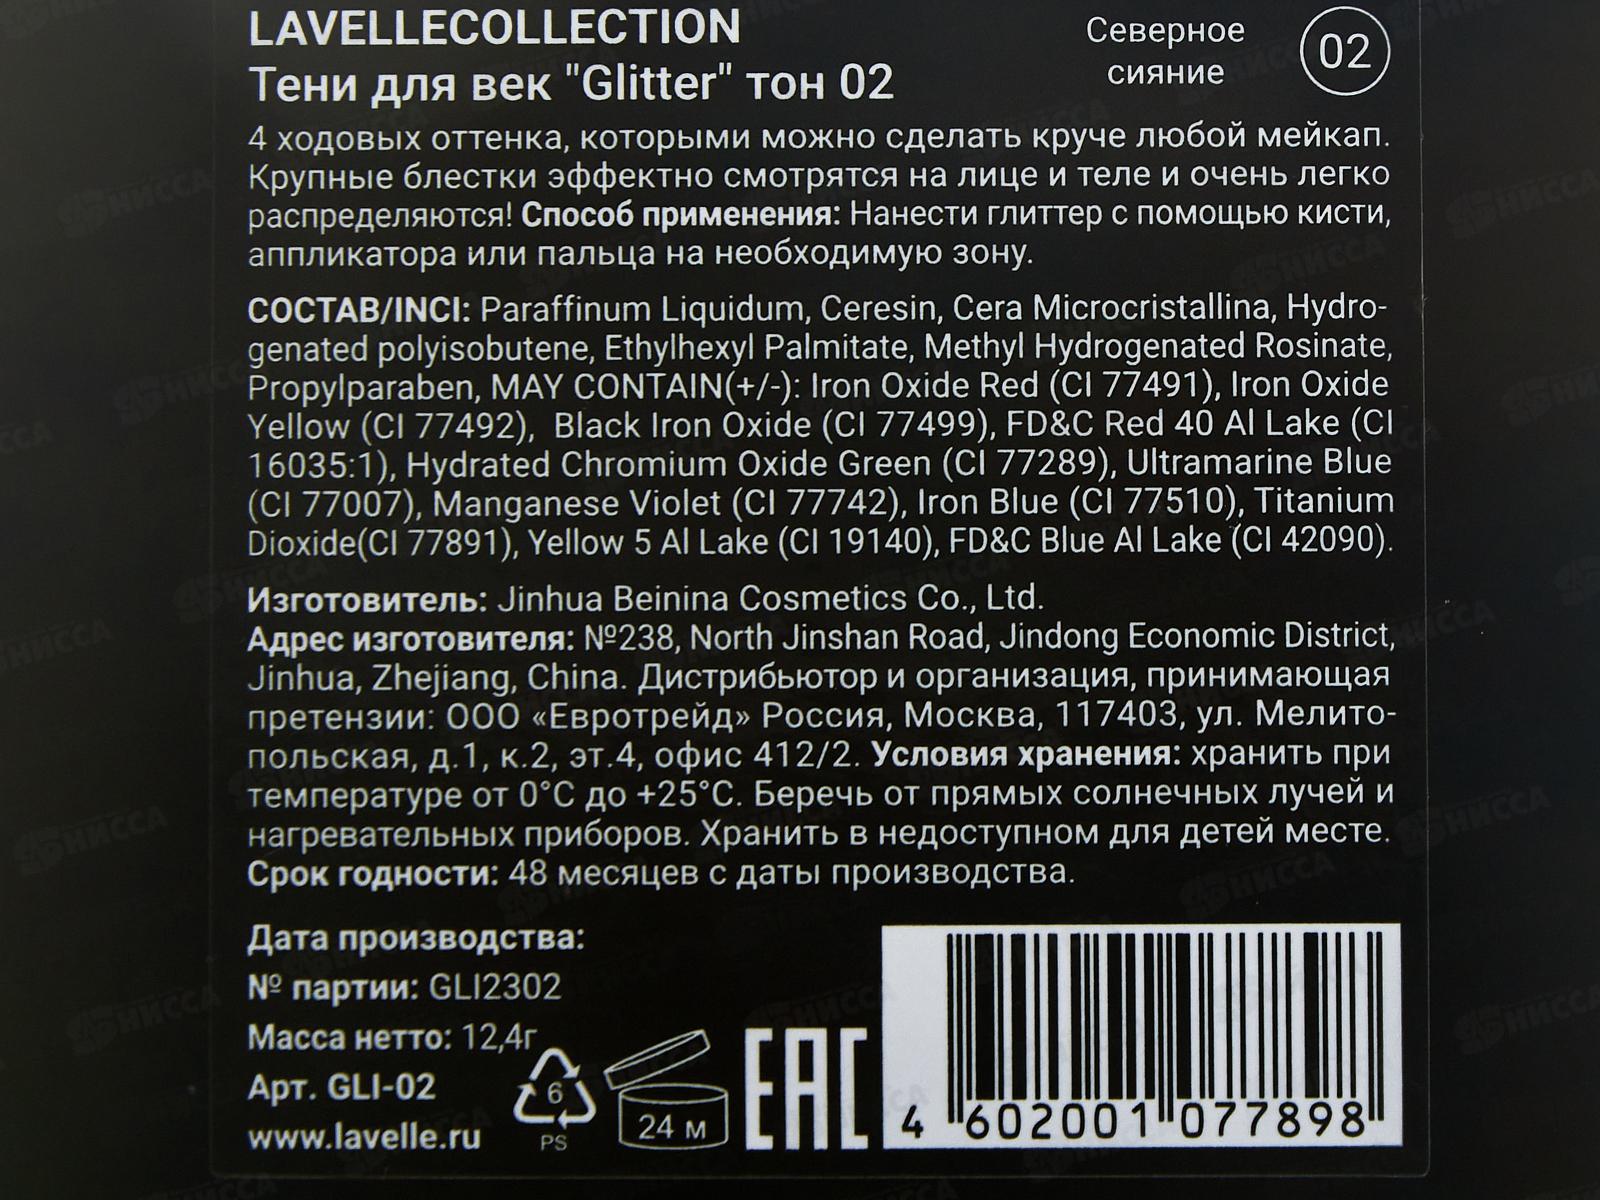 LAVELLECOLLECTION
Тени для век "Glitter" тон 02
Северное
сияние
02
4 ходовых оттенка, которыми можно сделать круче любой мейкап.
Крупные блестки эффектно смотрятся на лице и теле и очень легко
распределяются! Способ применения: Нанести глиттер с помощью кисти,
аппликатора или пальца на необходимую зону.
СОСТАВ/INCI: Paraffinum Liquidum, Ceresin, Cera Microcristallina, Hydro-
genated polyisobutene, Ethylhexyl Palmitate, Methyl Hydrogenated Rosinate,
Propylparaben, MAY CONTAIN(+/-): Iron Oxide Red (CI 77491), Iron Oxide
Yellow (CI 77492),  Black Iron Oxide (CI 77499), FD&C Red 40 Al Lake (CI
16035:1), Hydrated Chromium Oxide Green (CI 77289), Ultramarine Blue
(CI 77007), Manganese Violet (CI 77742), Iron Blue (CI 77510), Titanium
Dioxide(CI 77891), Yellow 5 Al Lake (CI 19140), FD&C Blue Al Lake (CI 42090).
Изготовитель: Jinhua Beinina Cosmetics Co., Ltd.
Адрес изготовителя: №238, North Jinshan Road, Jindong Economic District,
Jinhua, Zhejiang, China. Дистрибьютор и организация, принимающая
претензии: ООО «Евротрейд» Россия, Москва, 117403, ул. Мелито-
польская, д.1, к.2, эт.4, офис 412/2. Условия хранения: хранить при
температуре от 0°С до +25°С. Беречь от прямых солнечных лучей и
нагревательных приборов. Хранить в недоступном для детей месте.
Срок годности: 48 месяцев с даты производства.
Дата производства:
№ партии: GLI2302
Масса нетто: 12,4г
Арт. GLI-02
www.lavelle.ru
6
PS
24 м
EAC
4 602001 077898
НИССА